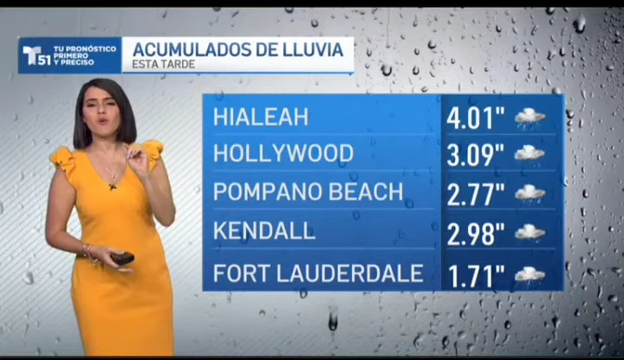 T51
TU PRONÓSTICO
PRIMERO
Y PRECISO
ACUMULADOS DE LLUVIA
ESTA TARDE
HIALEAH 4.01"
HOLLYWOOD 3.09"
POMPANO BEACH 2.77"
KENDALL 2.98"
FORT LAUDERDALE 1.71"